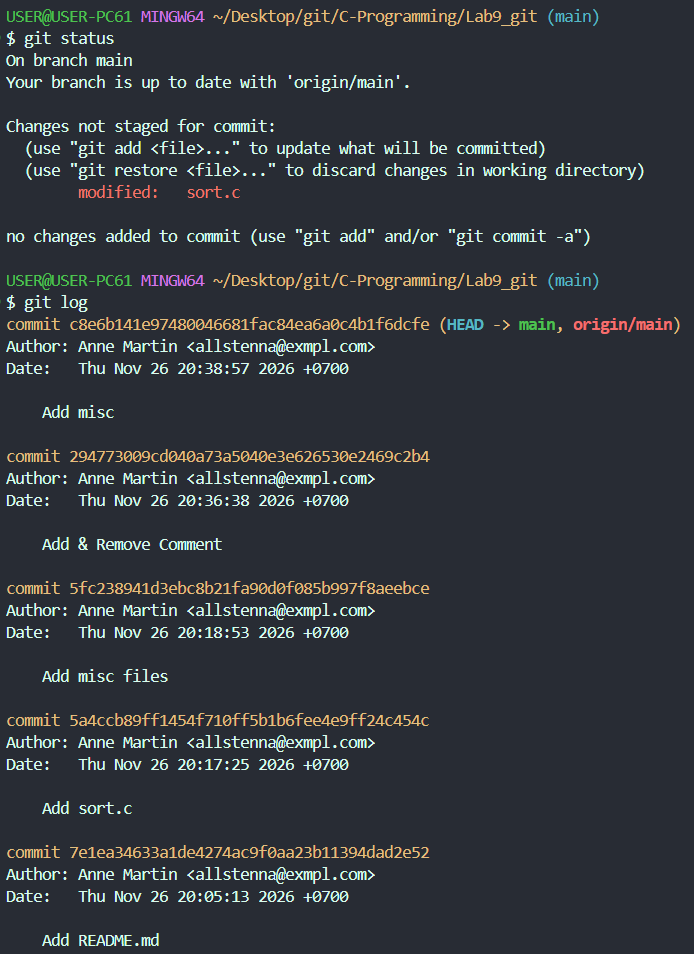 USER@USER-PC61 MINGW64 ~/Desktop/git/C-Programming/Lab9_git (main)
$ git status
On branch main
Your branch is up to date with 'origin/main'.
Changes not staged for commit:
(use "git add <file>..." to update what will be committed)
(use "git restore <file>..." to discard changes in working directory)
modified: sort.c
no changes added to commit (use "git add" and/or "git commit -a")
USER@USER-PC61 MINGW64 ~/Desktop/git/C-Programming/Lab9_git (main)
$ git log
commit c8e6b141e97480046681fac84ea6a0c4b1f6dcfe (HEAD -> main, origin/main)
Author: Anne Martin <allstenna@exmpl.com>
Date: Thu Nov 26 20:38:57 2026 +0700
Add misc
commit 294773009cd040a73a5040e3e626530e2469c2b4
Author: Anne Martin <allstenna@exmpl.com>
Date: Thu Nov 26 20:36:38 2026 +0700
Add & Remove Comment
commit 5fc238941d3ebc8b21fa90d0f085b997f8aeebce
Author: Anne Martin <allstenna@exmpl.com>
Date: Thu Nov 26 20:18:53 2026 +0700
Add misc files
commit 5a4ccb89ff1454f710ff5b1b6fee4e9ff24c454c
Author: Anne Martin <allstenna@exmpl.com>
Date: Thu Nov 26 20:17:25 2026 +0700
Add sort.c
commit 7e1ea34633a1de4274ac9f0aa23b11394dad2e52
Author: Anne Martin <allstenna@exmpl.com>
Date: Thu Nov 26 20:05:13 2026 +0700
Add README.md